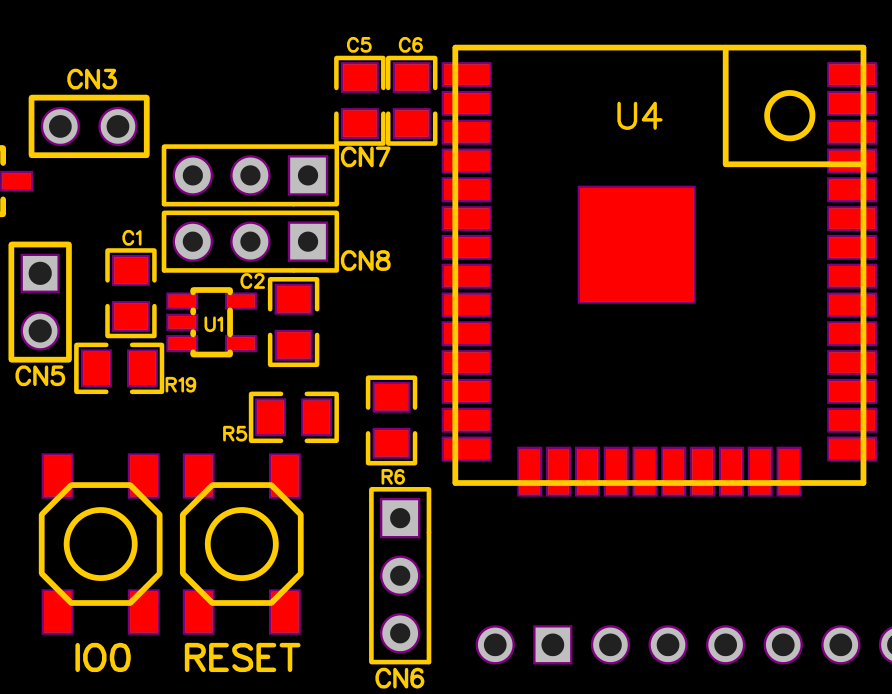 C5 C6
CN3
U4
CN7
C1
CN8
C2
U1
CN5
R19
R5
R6
IO0 RESET
CN6